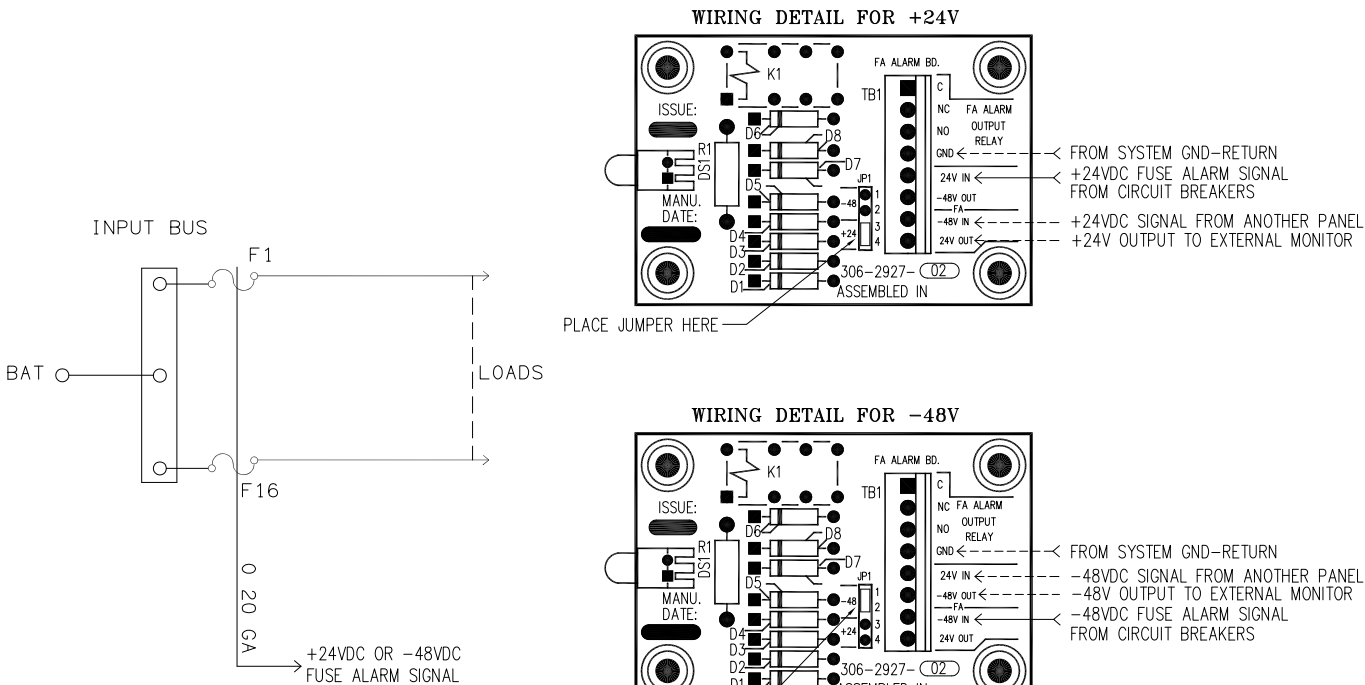 WIRING DETAIL FOR +24V
FA ALARM BD.
K1
TB1
C
NC
FA ALARM
OUTPUT
RELAY
NO
GND
24V IN
-48V OUT
FA
-48V IN
24V OUT
ISSUE:
D6
D8
R1
DS1
D7
D5
JP1
MANU.
DATE:
-48
1
2
+24
3
4
D4
D3
D2
D1
306-2927- 02
ASSEMBLED IN
PLACE JUMPER HERE
FROM SYSTEM GND-RETURN
+24VDC FUSE ALARM SIGNAL
FROM CIRCUIT BREAKERS
+24VDC SIGNAL FROM ANOTHER PANEL
+24V OUTPUT TO EXTERNAL MONITOR
INPUT BUS
F1
BAT
LOADS
F16
0 20 GA
+24VDC OR -48VDC
FUSE ALARM SIGNAL
WIRING DETAIL FOR -48V
FA ALARM BD.
K1
TB1
C
NC
FA ALARM
OUTPUT
RELAY
NO
GND
24V IN
-48V OUT
FA
-48V IN
24V OUT
ISSUE:
D6
D8
R1
DS1
D7
D5
JP1
MANU.
DATE:
-48
1
2
+24
3
4
D4
D3
D2
D1
306-2927- 02
ASSEMBLED IN
FROM SYSTEM GND-RETURN
-48VDC SIGNAL FROM ANOTHER PANEL
-48V OUTPUT TO EXTERNAL MONITOR
-48VDC FUSE ALARM SIGNAL
FROM CIRCUIT BREAKERS